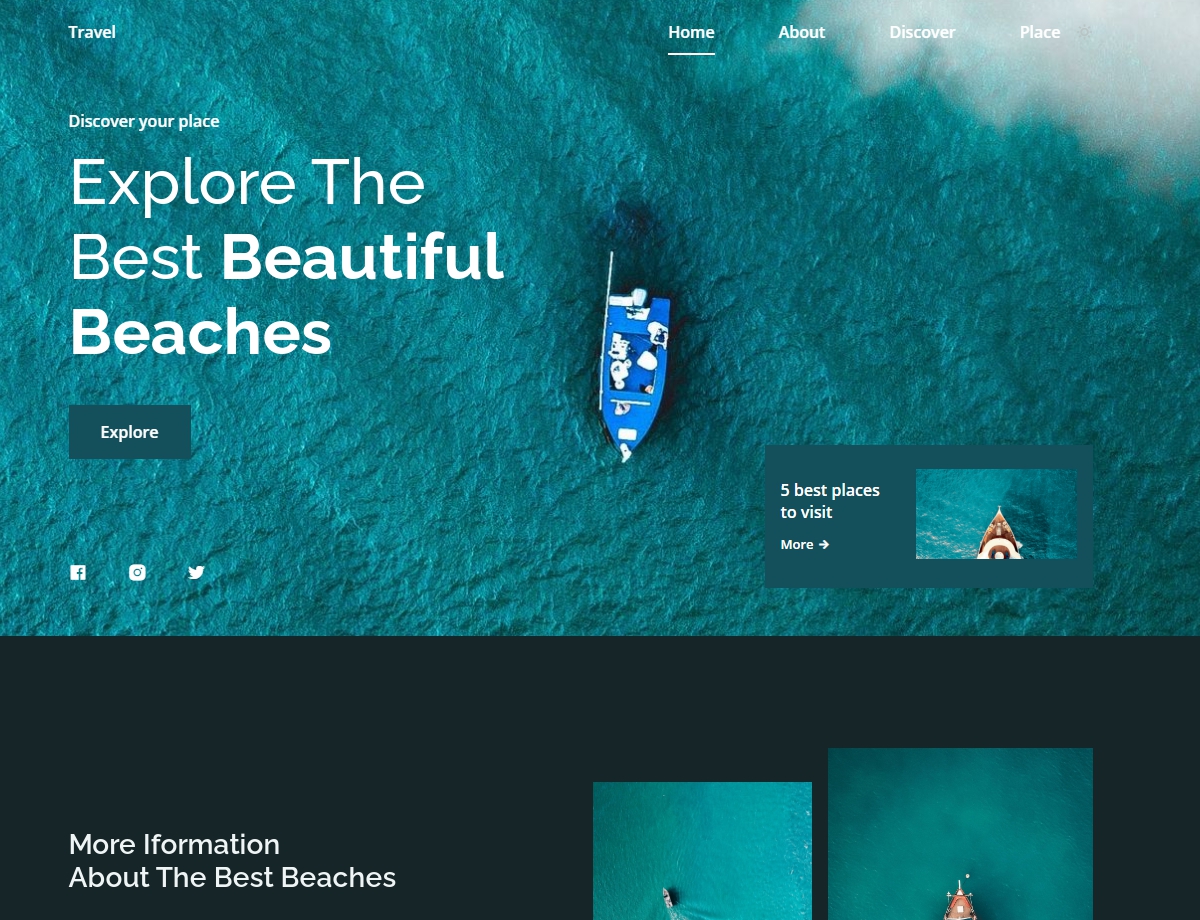 Travel
Home
About
Discover
Place
Discover your place
Explore The
Best Beautiful
Beaches
Explore
5 best places
to visit
More
More Iformation
About The Best Beaches